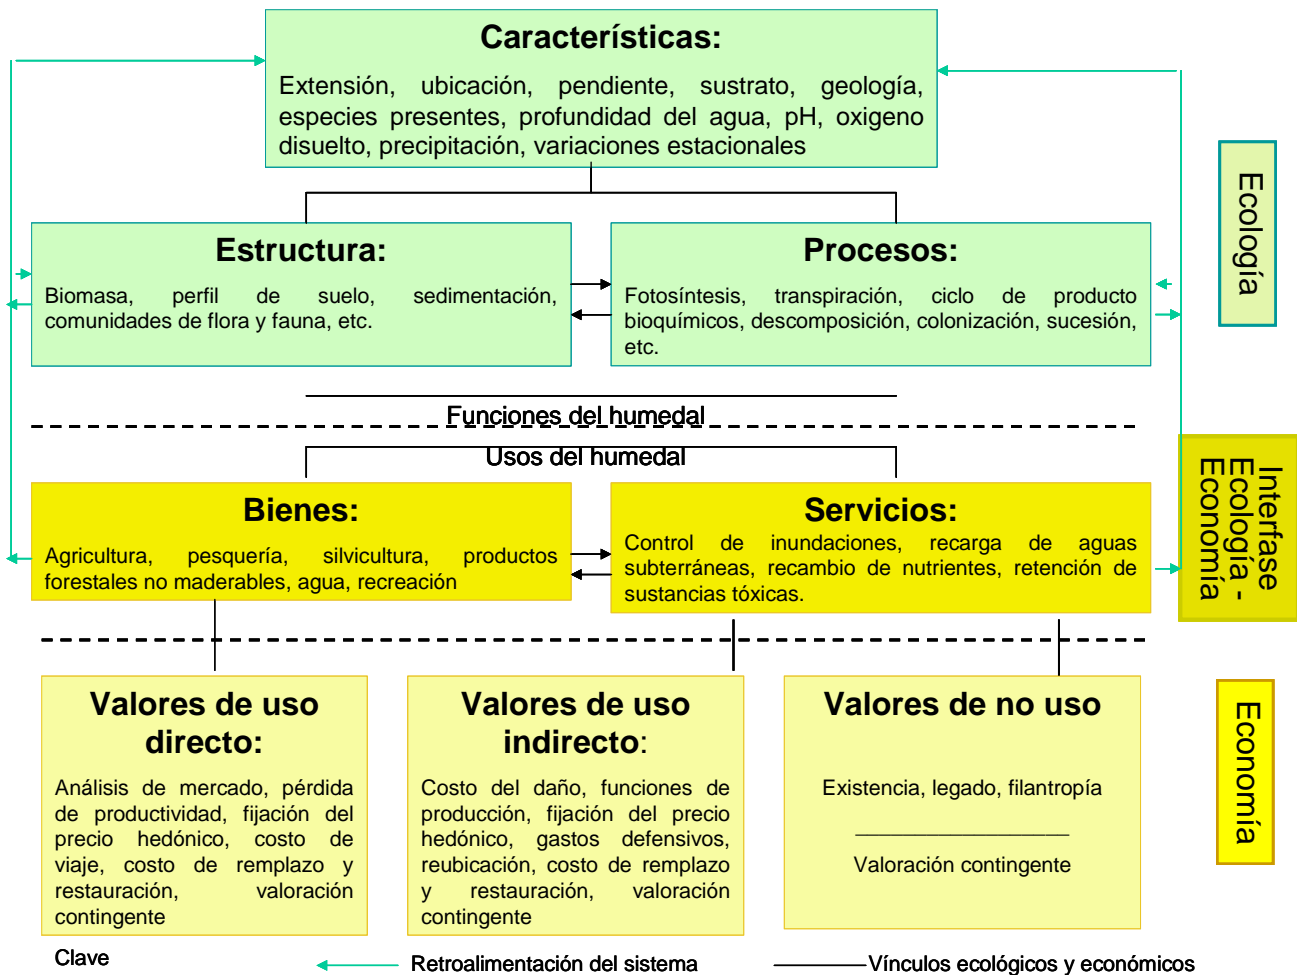 Características:
Extensión, ubicación, pendiente, sustrato, geología,
especies presentes, profundidad del agua, pH, oxigeno
disuelto, precipitación, variaciones estacionales
Ecología
Estructura:
Biomasa, perfil de suelo, sedimentación,
comunidades de flora y fauna, etc.
Procesos:
Fotosíntesis, transpiración, ciclo de producto
bioquímicos, descomposición, colonización, sucesión,
etc.
Funciones del humedal
Usos del humedal
Interfase
Ecología -
Economía
Bienes:
Agricultura, pesquería, silvicultura, productos
forestales no maderables, agua, recreación
Servicios:
Control de inundaciones, recarga de aguas
subterráneas, recambio de nutrientes, retención de
sustancias tóxicas.
Valores de uso
directo:
Análisis de mercado, pérdida
de productividad, fijación del
precio hedónico, costo de
viaje, costo de remplazo y
restauración, valoración
contingente
Valores de uso
indirecto:
Costo del daño, funciones de
producción, fijación del precio
hedónico, gastos defensivos,
reubicación, costo de remplazo
y restauración, valoración
contingente
Valores de no uso
Existencia, legado, filantropía
Valoración contingente
Economía
Clave
Retroalimentación del sistema
Vínculos ecológicos y económicos